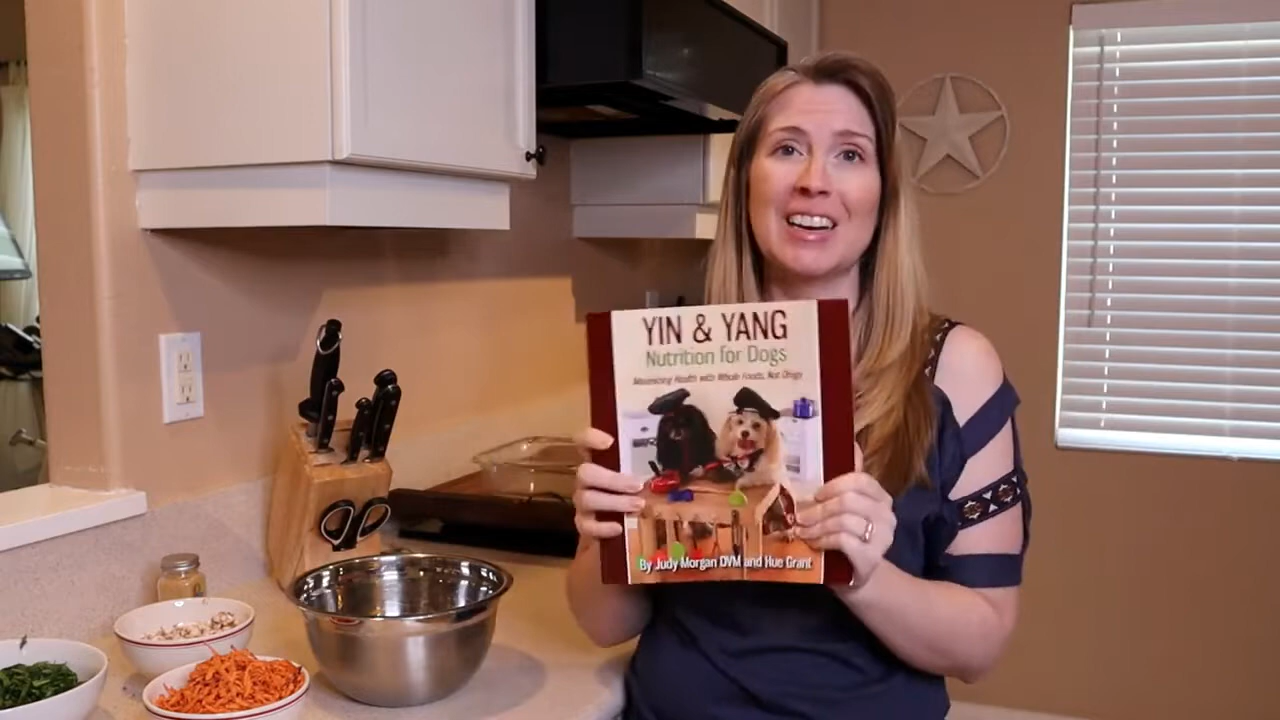 YIN & YANG
Nutrition for Dogs
Maximizing Health with Whole Foods, Not Drugs
By Judy Morgan DVM and Hue Grant